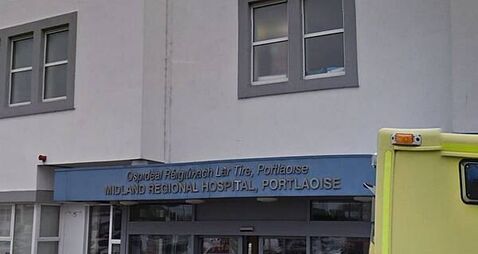 Ospidéal Réigiúnach Lár Tíre, Portlaoise
MIDLAND REGIONAL HOSPITAL, PORTLAOISE